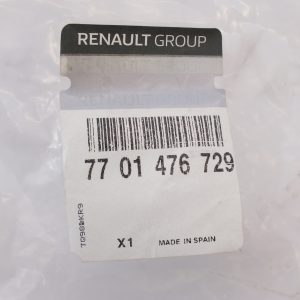 RENAULT GROUP
77 01 476 729
X1 MADE IN SPAIN